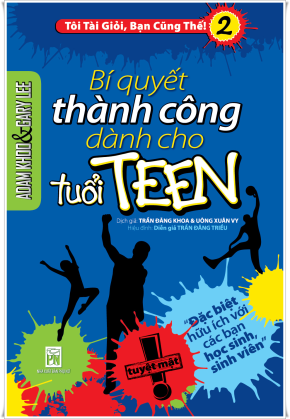 Tôi Tài Giỏi, Bạn Cũng Thế! 2
ADAM KHOO & GARY LEE
Bí quyết
thành công
dành cho
tuổi TEEN
Dịch giả TRẦN ĐĂNG KHOA & UÔNG XUÂN VY
Hiệu đính: Diễn giả TRẦN ĐĂNG TRIỀU
"Đặc biệt
hữu ích với
các bạn
học sinh,
sinh viên"
tuyệt mật
!
PN